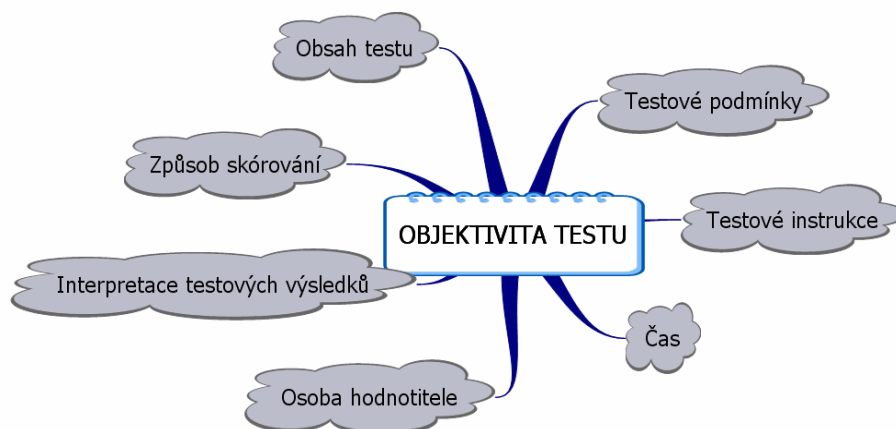 Obsah testu
Testové podmínky
Způsob skórování
Testové instrukce
OBJEKTIVITA TESTU
Interpretace testových výsledků
Čas
Osoba hodnotitele